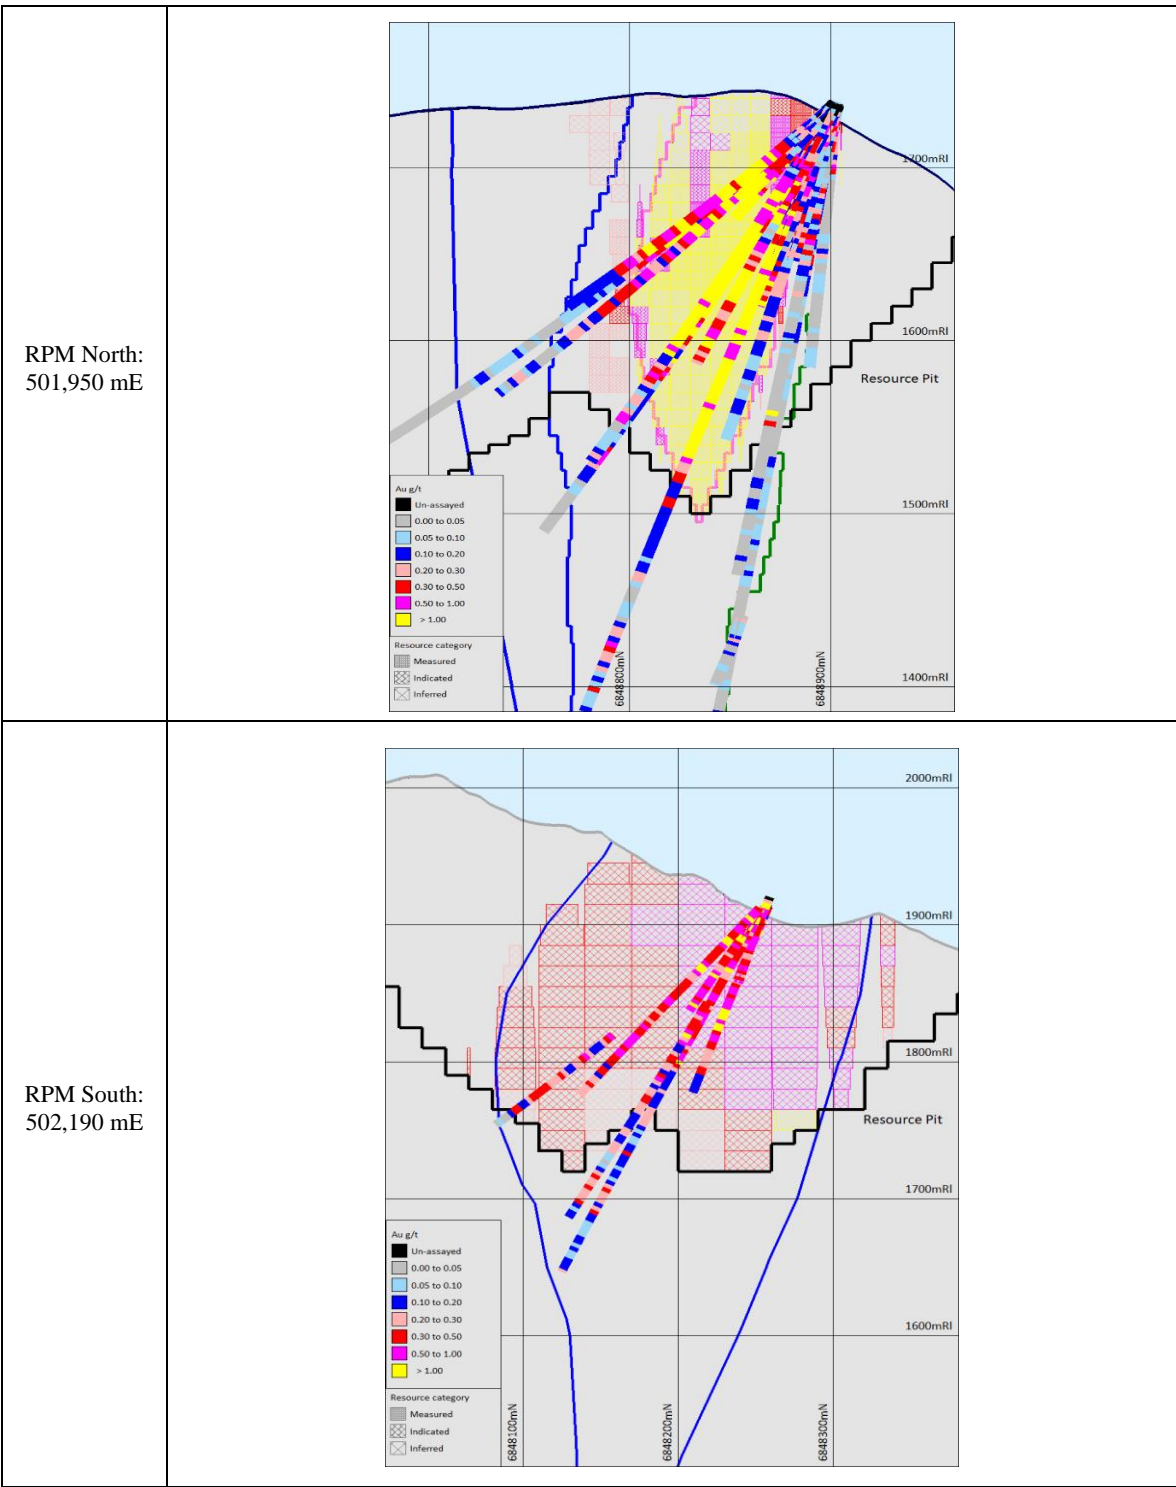 RPM North:
501,950 mE
1700mRl
1600mRl
Resource Pit
1500mRl
1400mRl
6848800mN
6848900mN
Au g/t
Un-assayed
0.00 to 0.05
0.05 to 0.10
0.10 to 0.20
0.20 to 0.30
0.30 to 0.50
0.50 to 1.00
> 1.00
Resource category
Measured
Indicated
Inferred
RPM South:
502,190 mE
2000mRl
1900mRl
1800mRl
Resource Pit
1700mRl
1600mRl
6848100mN
6848200mN
6848300mN
Au g/t
Un-assayed
0.00 to 0.05
0.05 to 0.10
0.10 to 0.20
0.20 to 0.30
0.30 to 0.50
0.50 to 1.00
> 1.00
Resource category
Measured
Indicated
Inferred